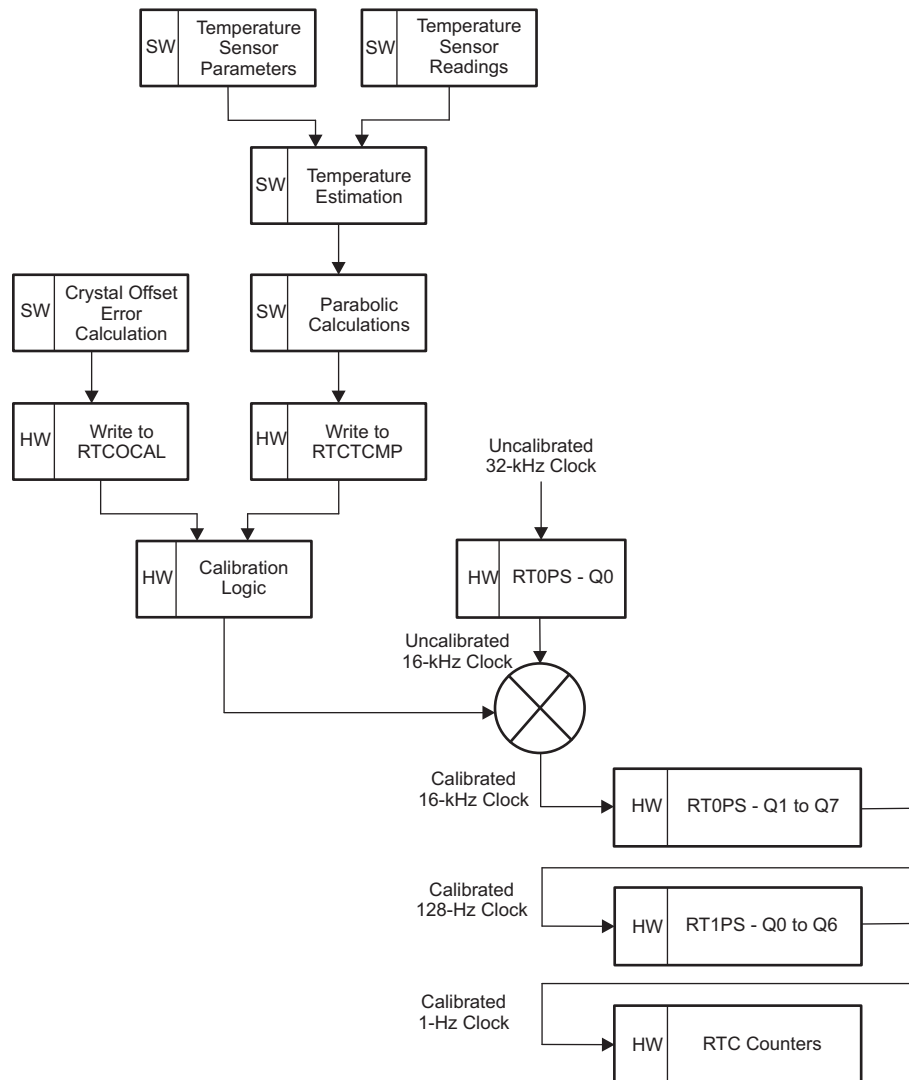 SW
Temperature
Sensor
Parameters
SW
Temperature
Sensor
Readings
SW
Temperature
Estimation
SW
Crystal Offset
Error
Calculation
SW
Parabolic
Calculations
HW
Write to
RTCOCAL
HW
Write to
RTCTCMP
Uncalibrated
32-kHz Clock
HW
Calibration
Logic
HW
RT0PS - Q0
Uncalibrated
16-kHz Clock
Calibrated
16-kHz Clock
HW
RT0PS - Q1 to Q7
Calibrated
128-Hz Clock
HW
RT1PS - Q0 to Q6
Calibrated
1-Hz Clock
HW
RTC Counters